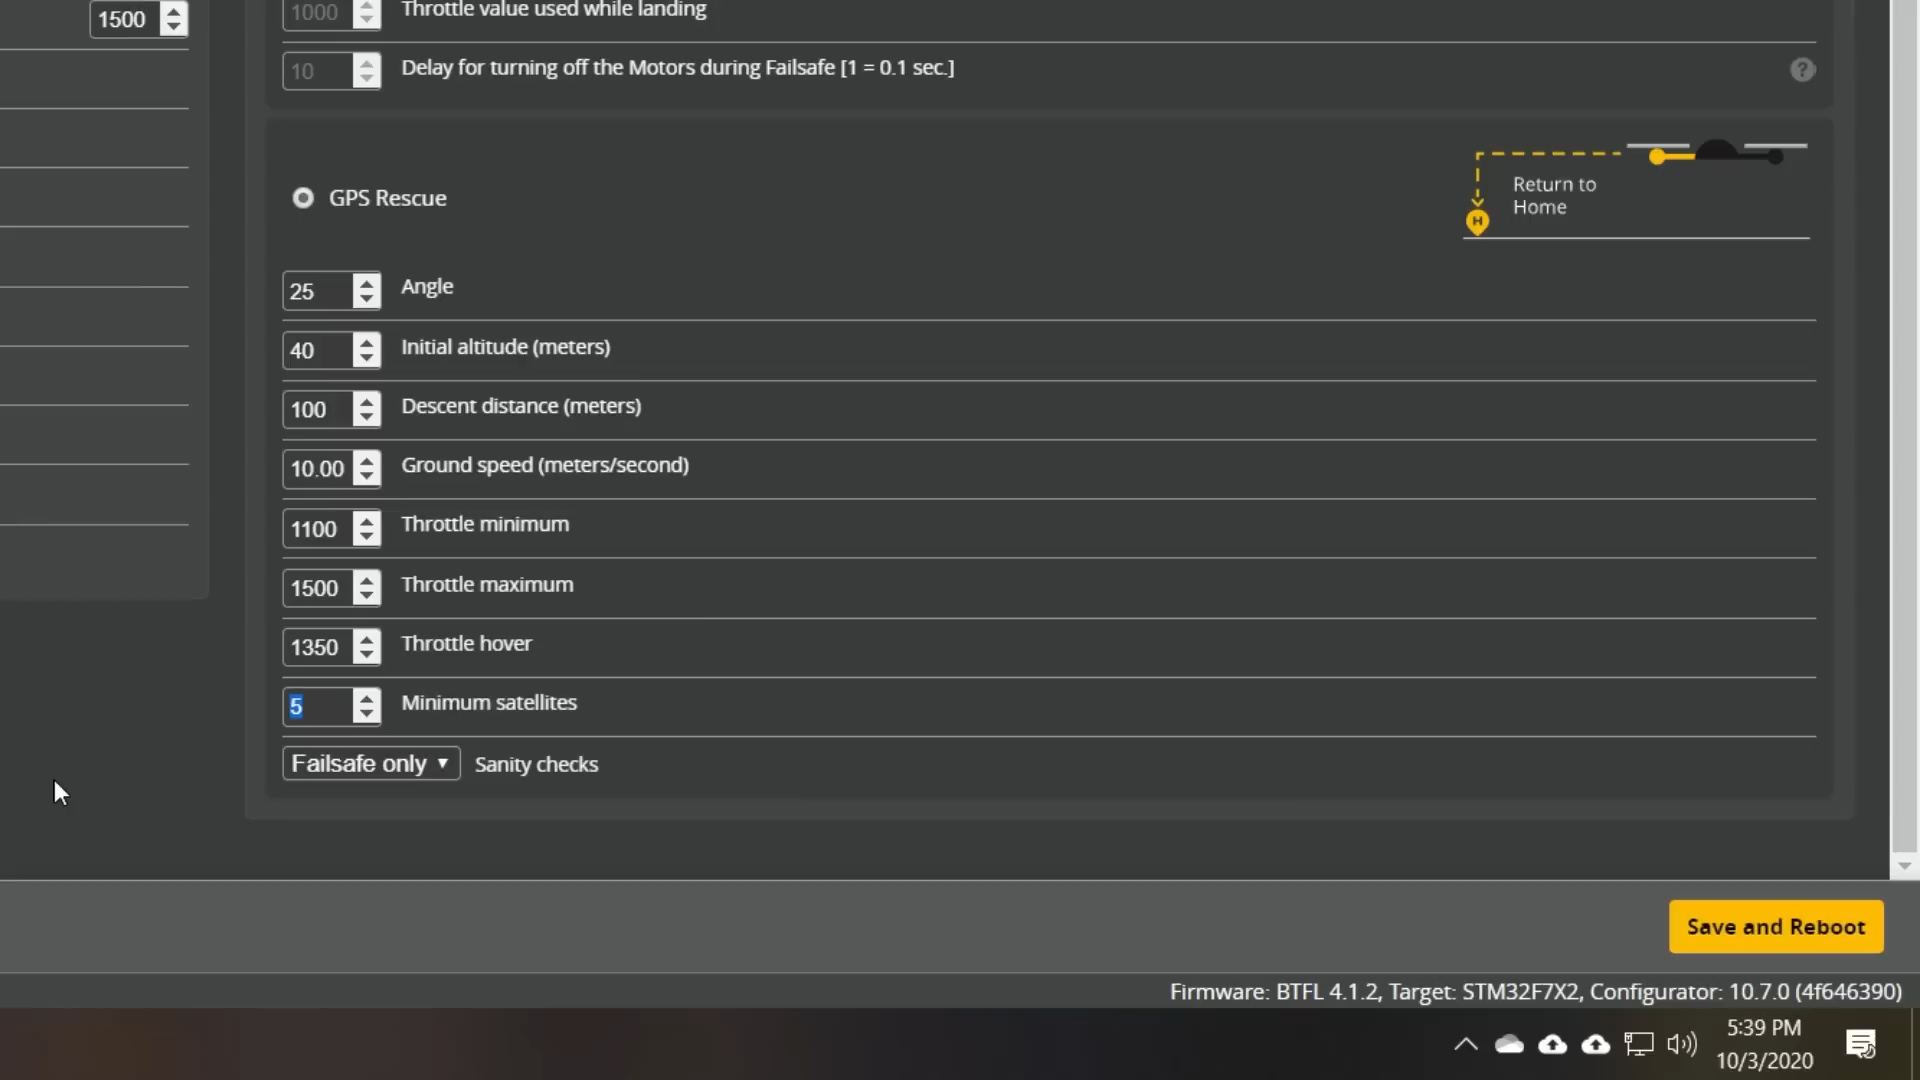 1500
1000 Throttle value used while landing
10 Delay for turning off the Motors during Failsafe [1 = 0.1 sec.] ?
GPS Rescue
Return to
Home
H
25 Angle
40 Initial altitude (meters)
100 Descent distance (meters)
10.00 Ground speed (meters/second)
1100 Throttle minimum
1500 Throttle maximum
1350 Throttle hover
5 Minimum satellites
Failsafe only Sanity checks
Save and Reboot
Firmware: BTFL 4.1.2, Target: STM32F7X2, Configurator: 10.7.0 (4f646390)
5:39 PM
10/3/2020